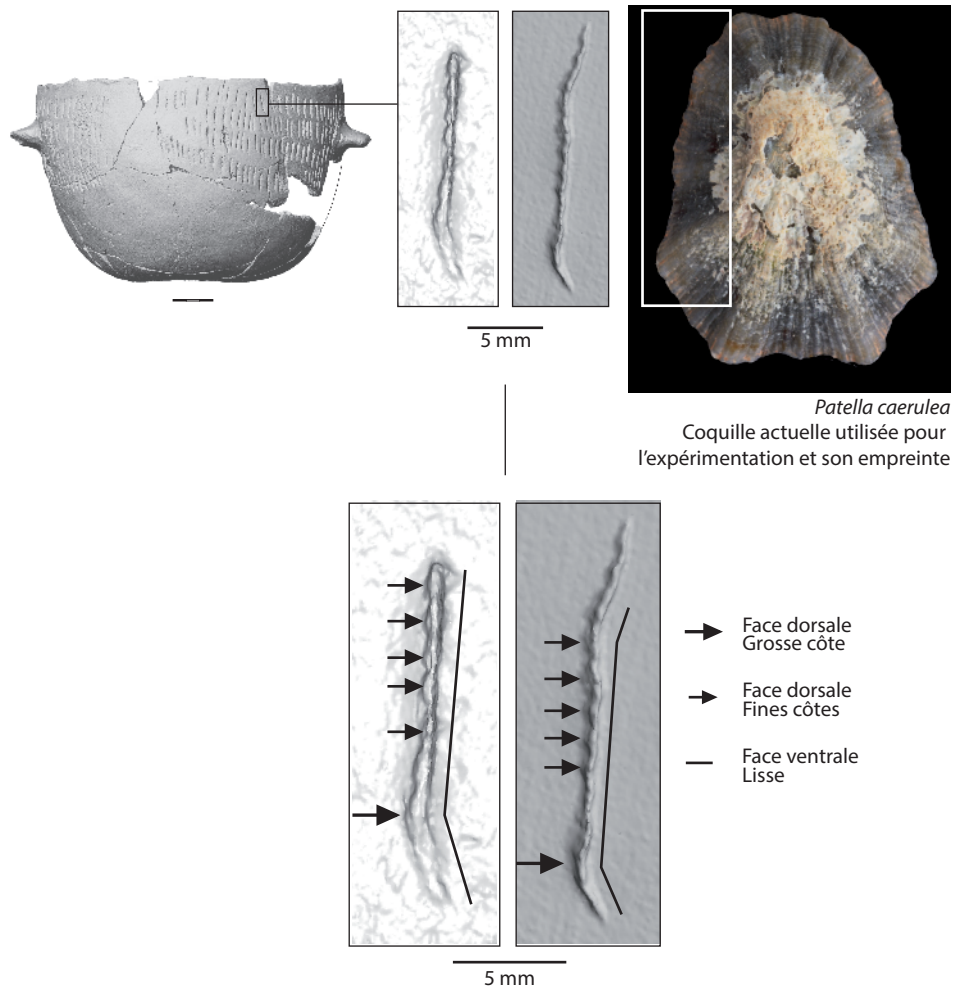 5 mm
Patella caerulea
Coquille actuelle utilisée pour
l'expérimentation et son empreinte
Face dorsale
Grosse côte
Face dorsale
Fines côtes
Face ventrale
Lisse
5 mm